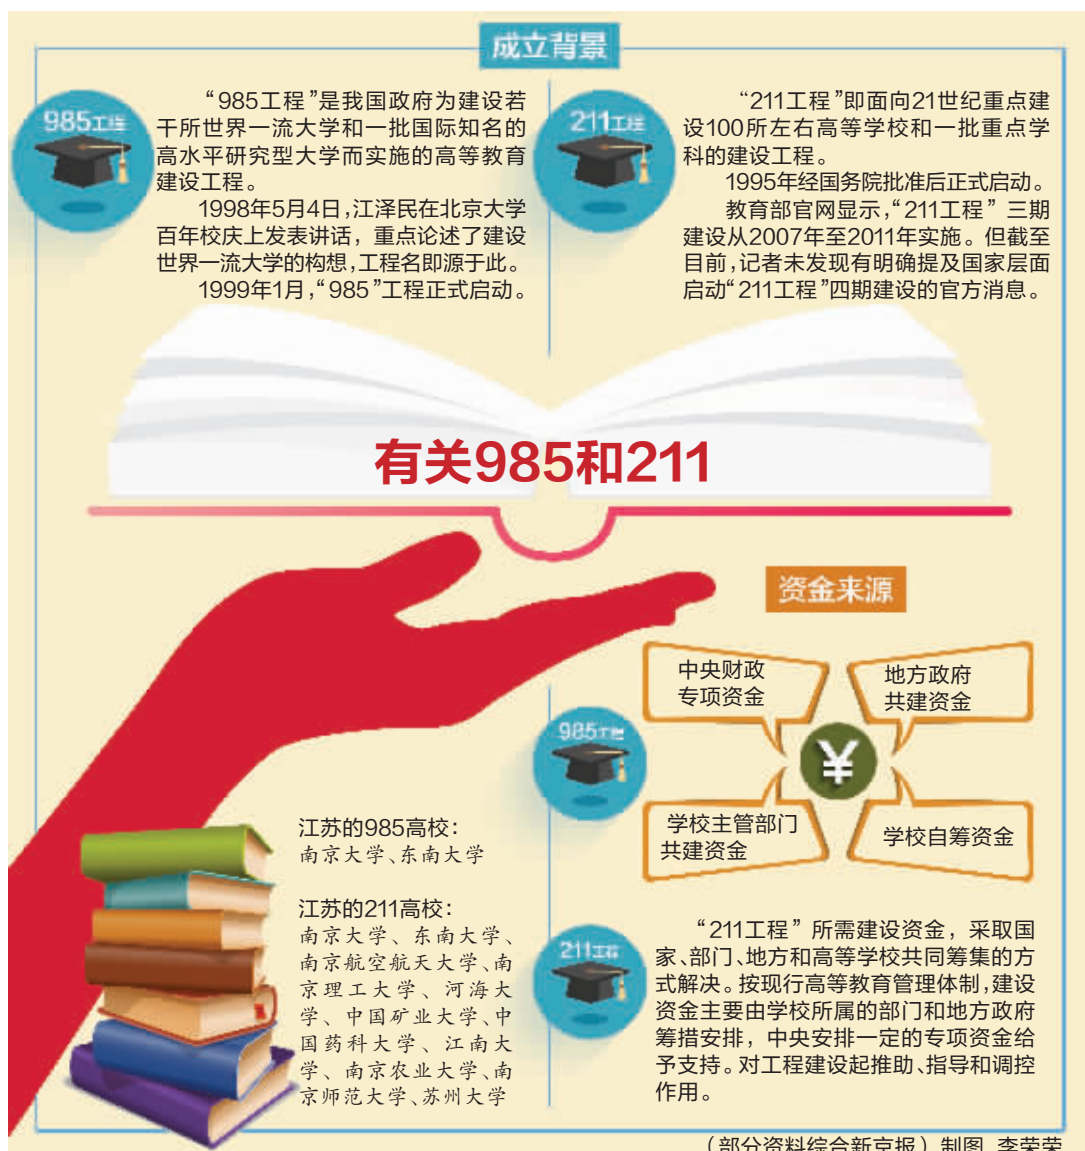 成立背景
985工程
“985工程”是我国政府为建设若
干所世界一流大学和一批国际知名的
高水平研究型大学而实施的高等教育
建设工程。
1998年5月4日,江泽民在北京大学
百年校庆上发表讲话，重点论述了建设
世界一流大学的构想,工程名即源于此。
1999年1月,“985”工程正式启动。
211工程
“211工程”即面向21世纪重点建
设100所左右高等学校和一批重点学
科的建设工程。
1995年经国务院批准后正式启动。
教育部官网显示,“211工程”三期
建设从2007年至2011年实施。但截至
目前,记者未发现有明确提及国家层面
启动“211工程”四期建设的官方消息。
有关985和211
资金来源
985工程
中央财政
专项资金
地方政府
共建资金
¥
学校主管部门
共建资金
学校自筹资金
江苏的985高校：
南京大学、东南大学
江苏的211高校：
南京大学、东南大学、
南京航空航天大学、南
京理工大学、河海大
学、中国矿业大学、中
国药科大学、江南大
学、南京农业大学、南
京师范大学、苏州大学
211工程
“211工程”所需建设资金，采取国
家、部门、地方和高等学校共同筹集的方
式解决。按现行高等教育管理体制,建设
资金主要由学校所属的部门和地方政府
筹措安排，中央安排一定的专项资金给
予支持。对工程建设起推助、指导和调控
作用。
（部分资料综合新京报）制图 李荣荣